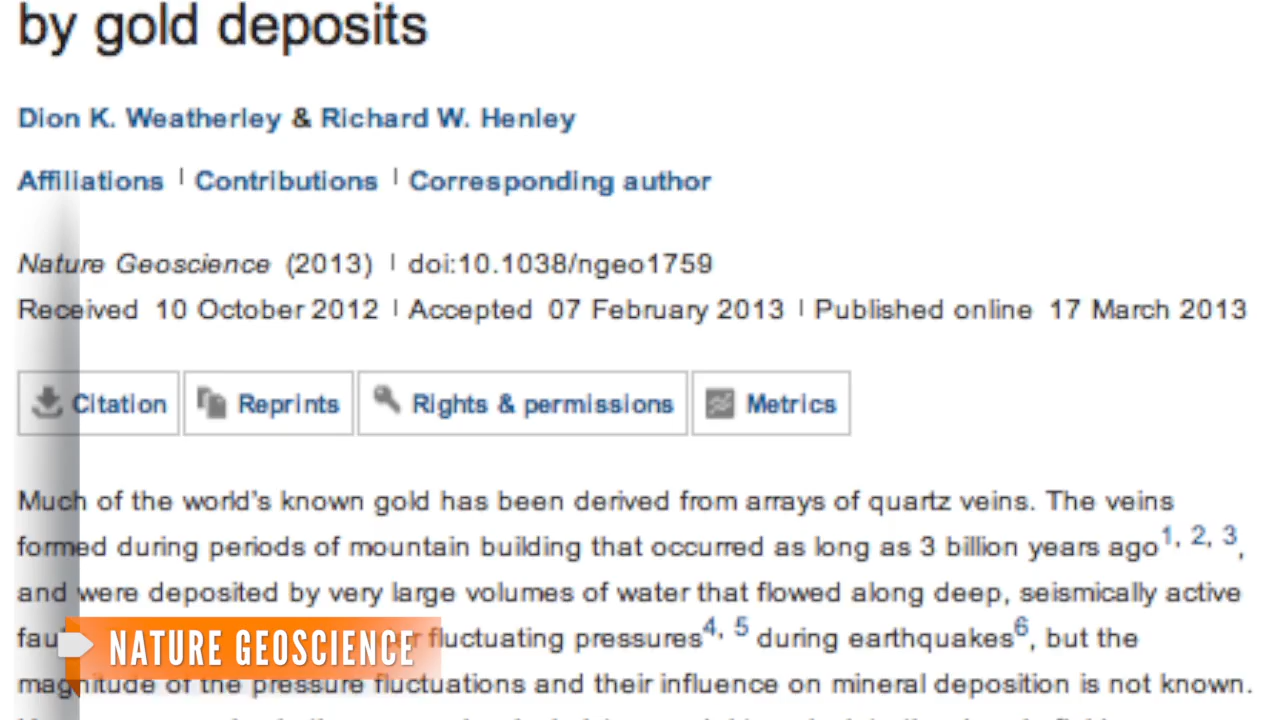 by gold deposits
Dion K. Weatherley & Richard W. Henley
Affiliations | Contributions | Corresponding author
Nature Geoscience (2013) | doi:10.1038/ngeo1759
Received 10 October 2012 | Accepted 07 February 2013 | Published online 17 March 2013
Citation Reprints Rights & permissions Metrics
Much of the world's known gold has been derived from arrays of quartz veins. The veins
formed during periods of mountain building that occurred as long as 3 billion years ago1, 2, 3,
and were deposited by very large volumes of water that flowed along deep, seismically active
fluctuating pressures4, 5 during earthquakes6, but the
NATURE GEOSCIENCE
magnitude of the pressure fluctuations and their influence on mineral deposition is not known.